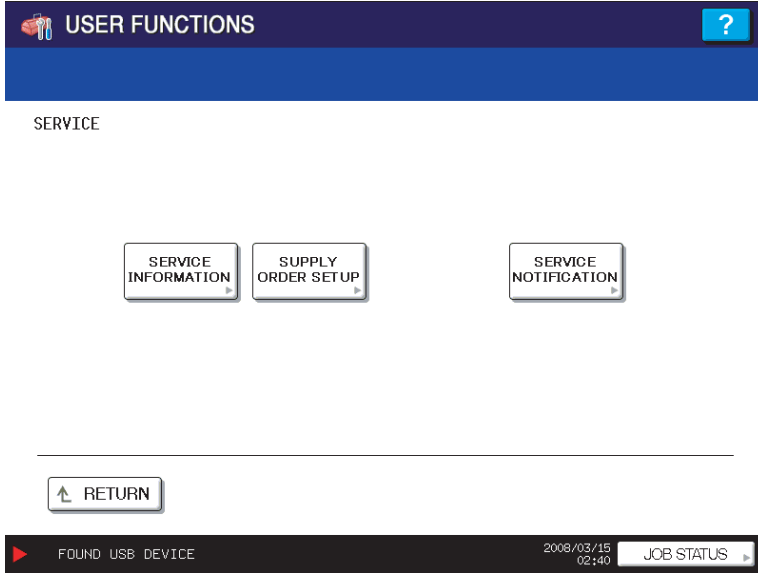 USER FUNCTIONS
?
SERVICE
SERVICE
INFORMATION
SUPPLY
ORDER SETUP
SERVICE
NOTIFICATION
RETURN
FOUND USB DEVICE
2008/03/15
02:40
JOB STATUS